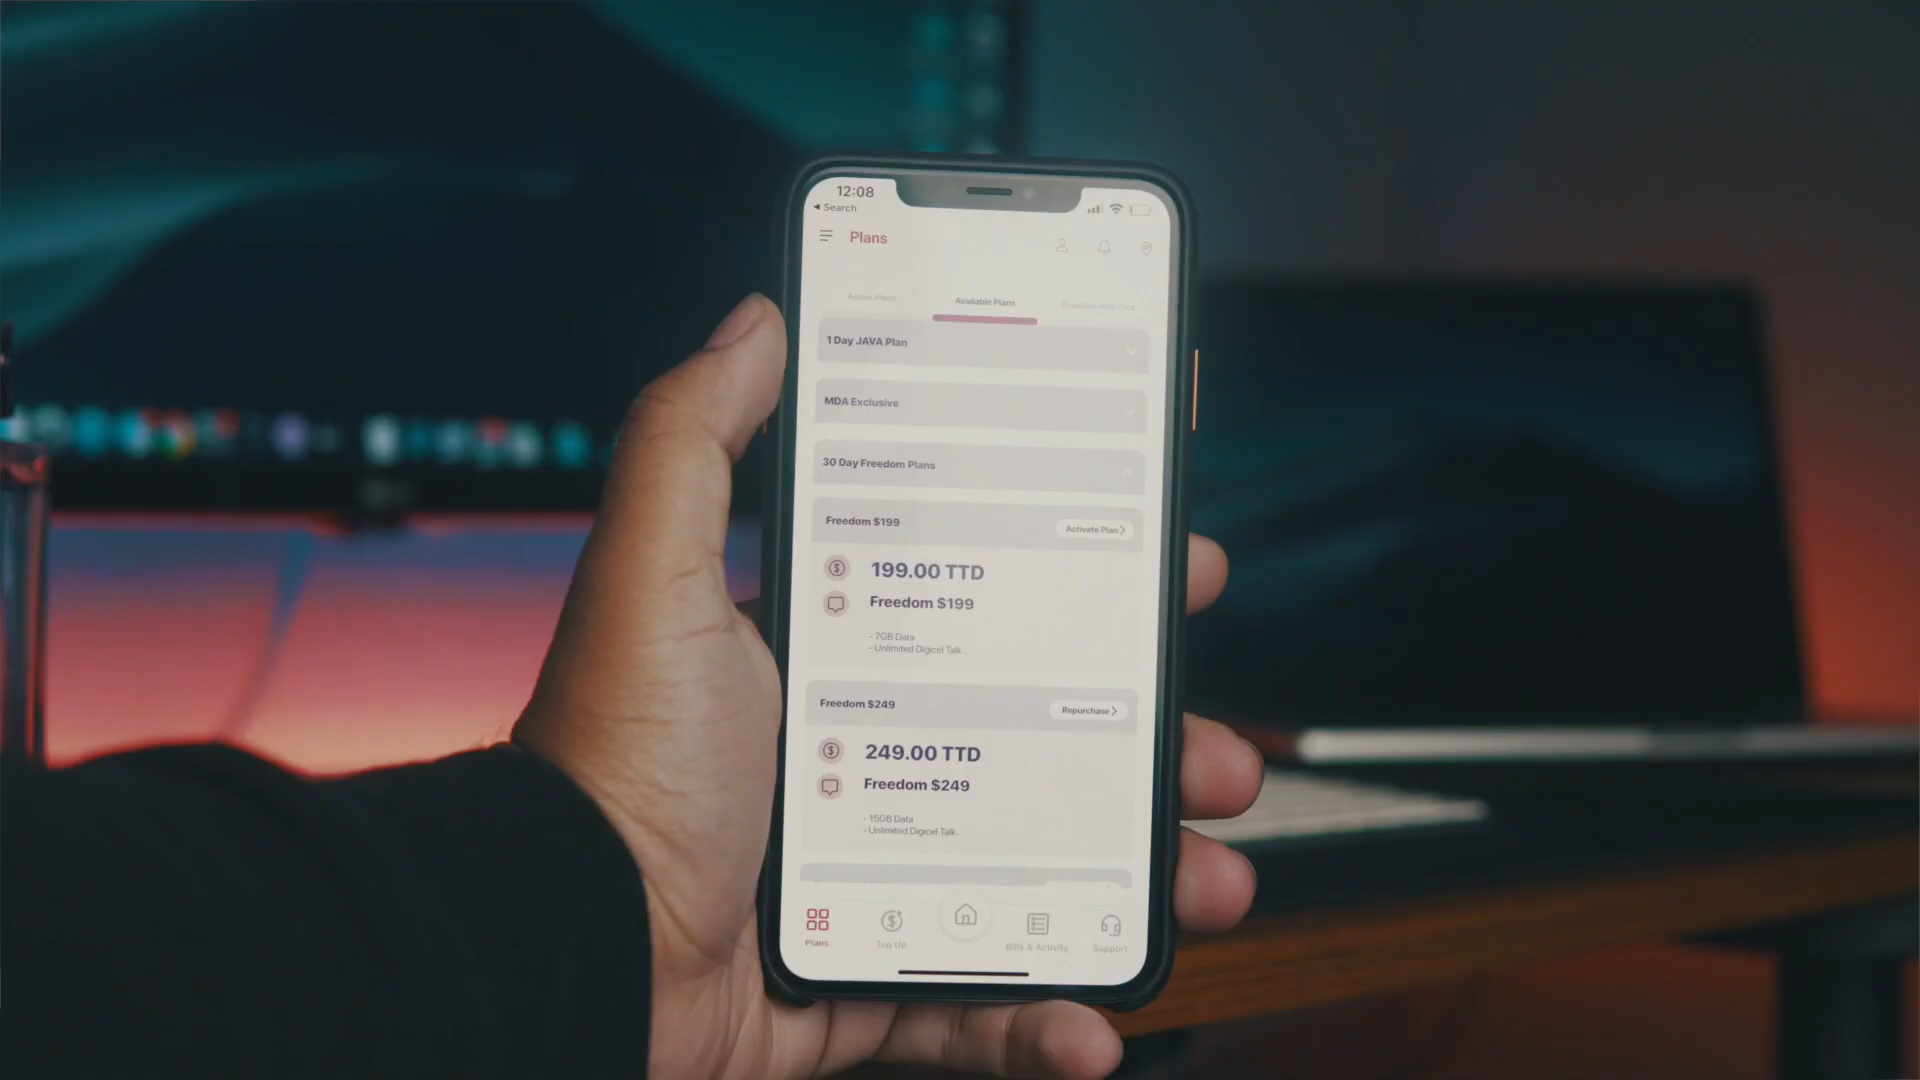 12:08
Search
Plans
Active Plans
Available Plans
1 Day JAVA Plan
MDA Exclusive
30 Day Freedom Plans
Freedom $199
Activate Plan
199.00 TTD
Freedom $199
- 7GB Data
- Unlimited Digicel Talk...
Freedom $249
Repurchase
249.00 TTD
Freedom $249
- 15GB Data
- Unlimited Digicel Talk...
Plans
Top Up
Bills & Activity
Support